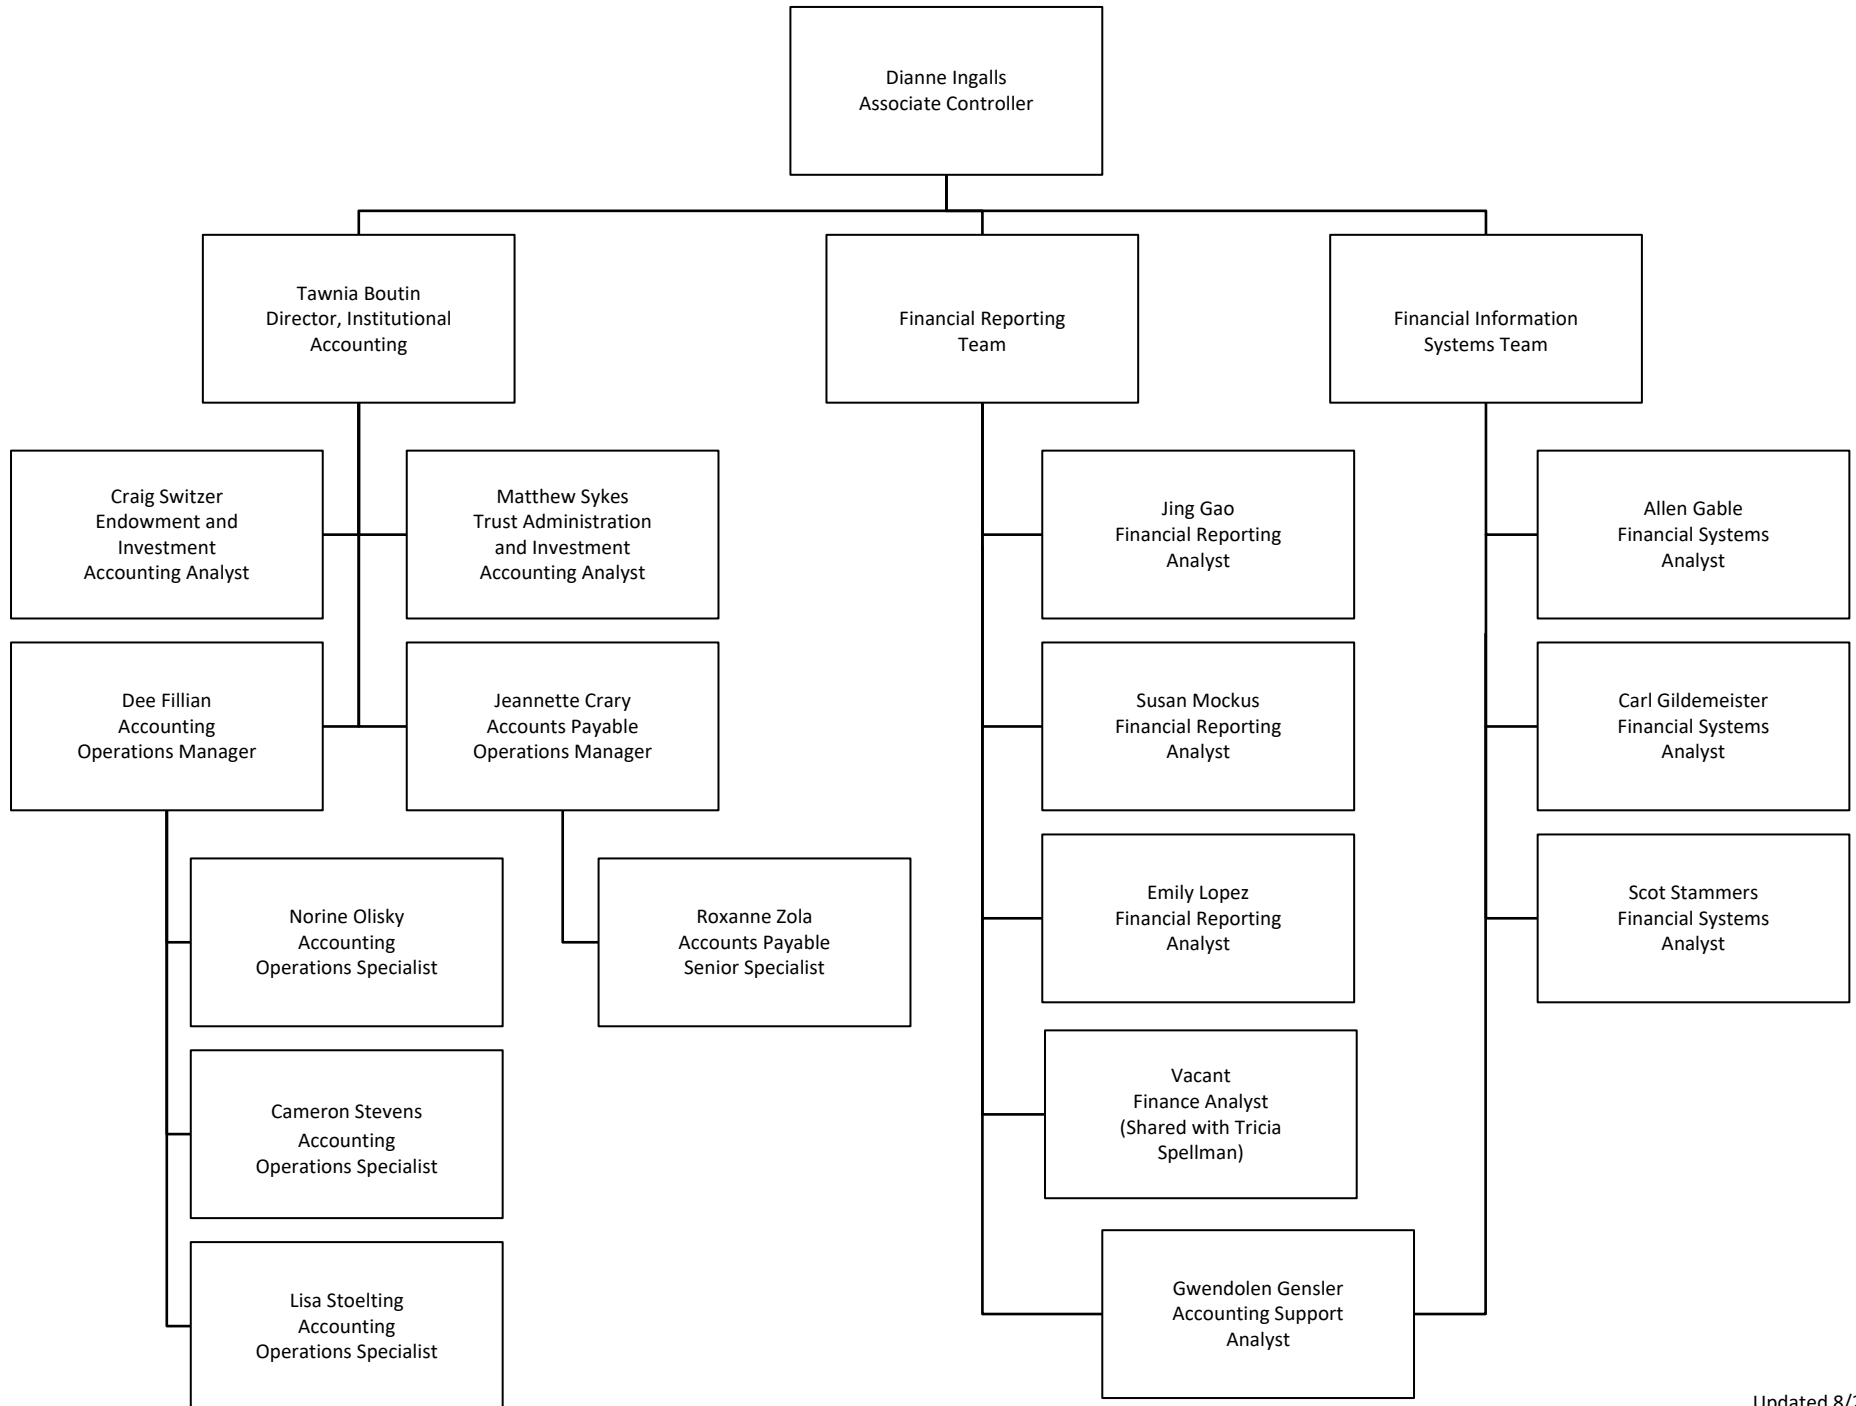 Dianne Ingalls
Associate Controller
Tawnia Boutin
Director, Institutional
Accounting
Financial Reporting
Team
Financial Information
Systems Team
Craig Switzer
Endowment and
Investment
Accounting Analyst
Matthew Sykes
Trust Administration
and Investment
Accounting Analyst
Jing Gao
Financial Reporting
Analyst
Allen Gable
Financial Systems
Analyst
Dee Fillian
Accounting
Operations Manager
Jeannette Crary
Accounts Payable
Operations Manager
Susan Mockus
Financial Reporting
Analyst
Carl Gildemeister
Financial Systems
Analyst
Norine Olisky
Accounting
Operations Specialist
Roxanne Zola
Accounts Payable
Senior Specialist
Emily Lopez
Financial Reporting
Analyst
Scot Stammers
Financial Systems
Analyst
Cameron Stevens
Accounting
Operations Specialist
Vacant
Finance Analyst
(Shared with Tricia
Spellman)
Lisa Stoelting
Accounting
Operations Specialist
Gwendolen Gensler
Accounting Support
Analyst
Updated